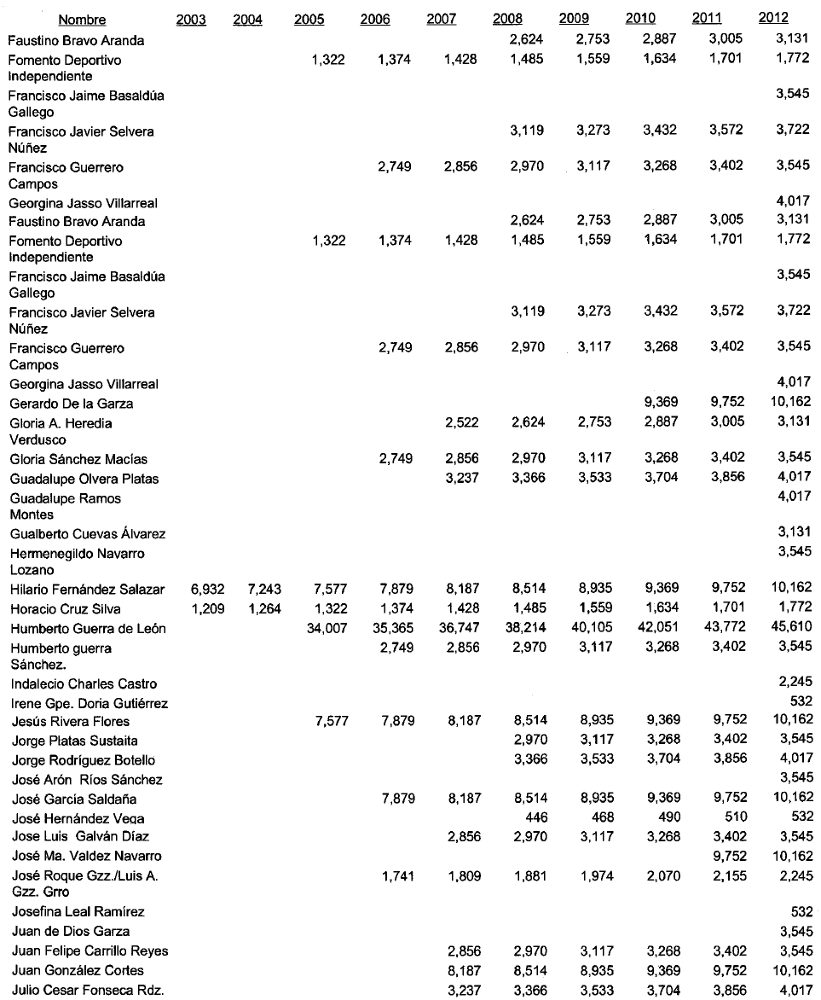 Nombre 2003 2004 2005 2006 2007 2008 2009 2010 2011 2012
Faustino Bravo Aranda 2,624 2,753 2,887 3,005 3,131
Fomento Deportivo 1,322 1,374 1,428 1,485 1,559 1,634 1,701 1,772
Independiente
Francisco Jaime Basaldúa 3,545
Gallego
Francisco Javier Selvera 3,119 3,273 3,432 3,572 3,722
Núñez
Francisco Guerrero 2,749 2,856 2,970 3,117 3,268 3,402 3,545
Campos
Georgina Jasso Villarreal 4,017
Faustino Bravo Aranda 2,624 2,753 2,887 3,005 3,131
Fomento Deportivo 1,322 1,374 1,428 1,485 1,559 1,634 1,701 1,772
Independiente
Francisco Jaime Basaldúa 3,545
Gallego
Francisco Javier Selvera 3,119 3,273 3,432 3,572 3,722
Núñez
Francisco Guerrero 2,749 2,856 2,970 3,117 3,268 3,402 3,545
Campos
Georgina Jasso Villarreal 4,017
Gerardo De la Garza 9,369 9,752 10,162
Gloria A. Heredia 2,522 2,624 2,753 2,887 3,005 3,131
Verdusco
Gloria Sánchez Macías 2,749 2,856 2,970 3,117 3,268 3,402 3,545
Guadalupe Olvera Platas 3,237 3,366 3,533 3,704 3,856 4,017
Guadalupe Ramos 4,017
Montes
Gualberto Cuevas Álvarez 3,131
Hermenegildo Navarro 3,545
Lozano
Hilario Fernández Salazar 6,932 7,243 7,577 7,879 8,187 8,514 8,935 9,369 9,752 10,162
Horacio Cruz Silva 1,209 1,264 1,322 1,374 1,428 1,485 1,559 1,634 1,701 1,772
Humberto Guerra de León 34,007 35,365 36,747 38,214 40,105 42,051 43,772 45,610
Humberto guerra 2,749 2,856 2,970 3,117 3,268 3,402 3,545
Sánchez.
Indalecio Charles Castro 2,245
Irene Gpe. Doria Gutiérrez 532
Jesús Rivera Flores 7,577 7,879 8,187 8,514 8,935 9,369 9,752 10,162
Jorge Platas Sustaita 2,970 3,117 3,268 3,402 3,545
Jorge Rodríguez Botello 3,366 3,533 3,704 3,856 4,017
José Arón Ríos Sánchez 3,545
José García Saldaña 7,879 8,187 8,514 8,935 9,369 9,752 10,162
José Hernández Vega 446 468 490 510 532
Jose Luis Galván Díaz 2,856 2,970 3,117 3,268 3,402 3,545
José Ma. Valdez Navarro 9,752 10,162
José Roque Gzz./Luis A. 1,741 1,809 1,881 1,974 2,070 2,155 2,245
Gzz. Grro
Josefina Leal Ramírez 532
Juan de Dios Garza 3,545
Juan Felipe Carrillo Reyes 2,856 2,970 3,117 3,268 3,402 3,545
Juan González Cortes 8,187 8,514 8,935 9,369 9,752 10,162
Julio Cesar Fonseca Rdz. 3,237 3,366 3,533 3,704 3,856 4,017